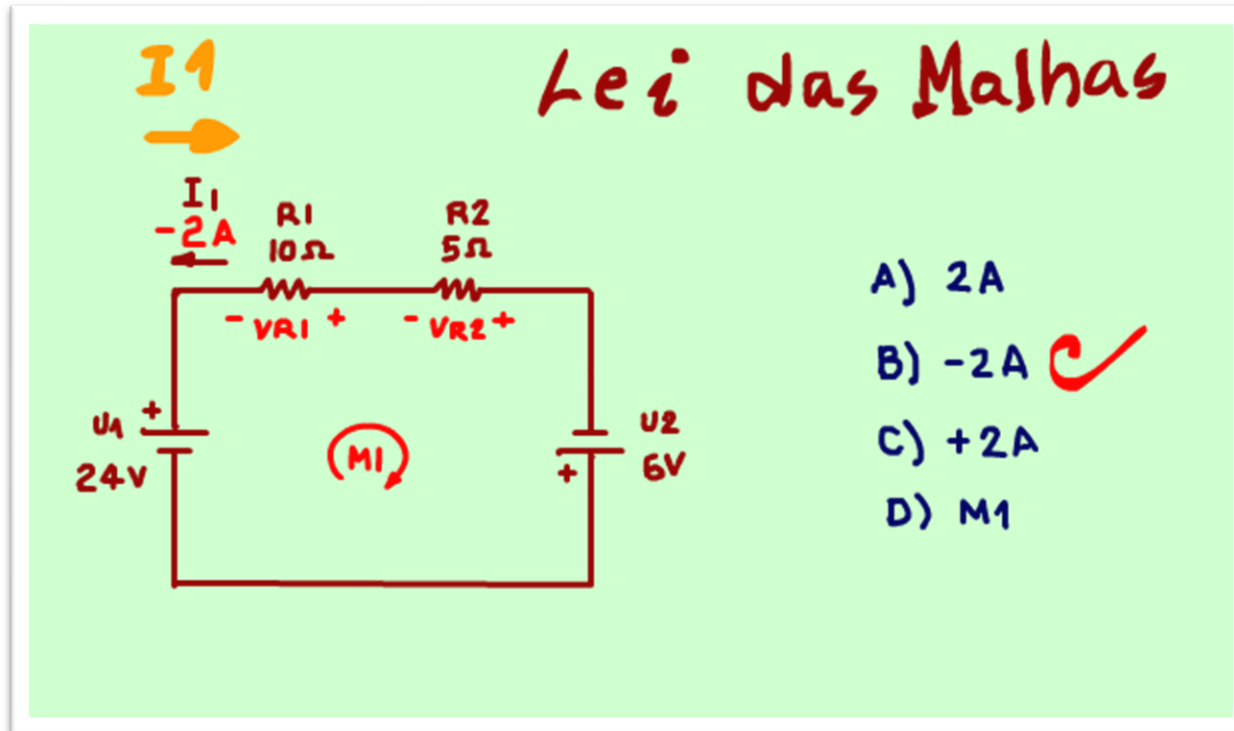 I1
Lei das Malhas
I1
-2A
R1
10Ω
R2
5Ω
- VR1 +
- VR2 +
U1
+
24V
M1
U2
6V
+
A) 2A
B) -2A
C) +2A
D) M1